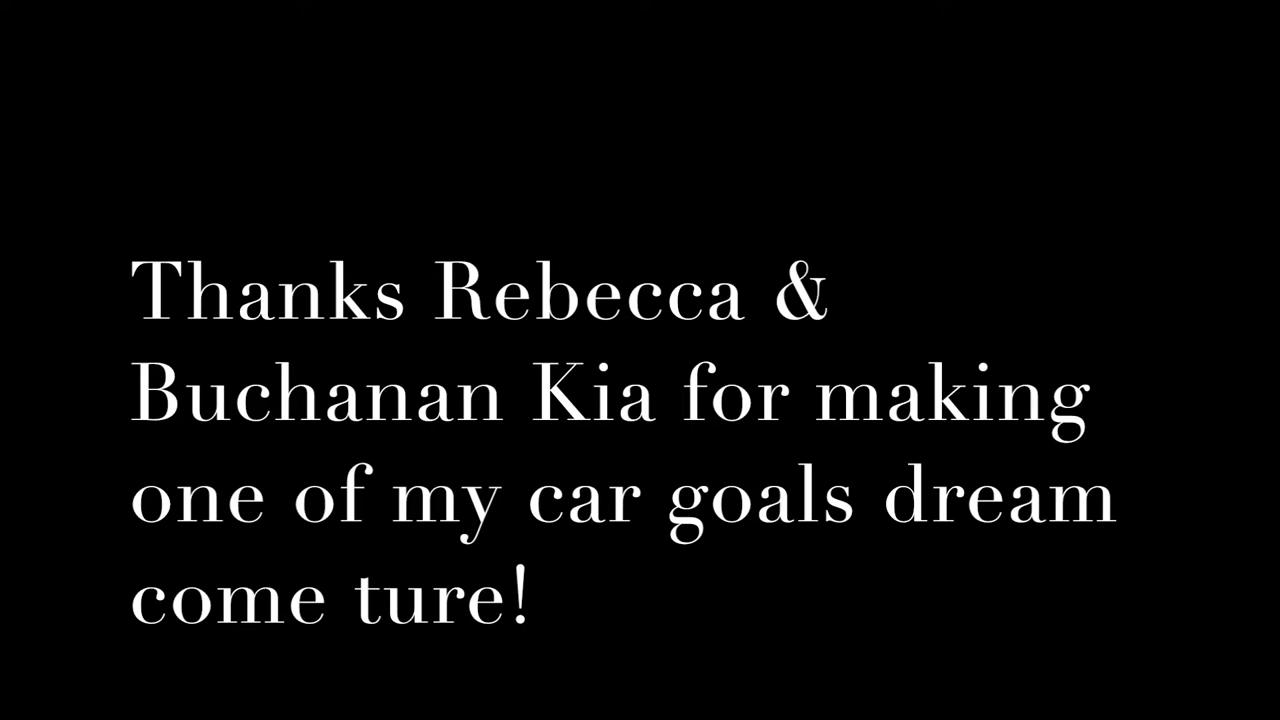 Thanks Rebecca &
Buchanan Kia for making
one of my car goals dream
come ture!